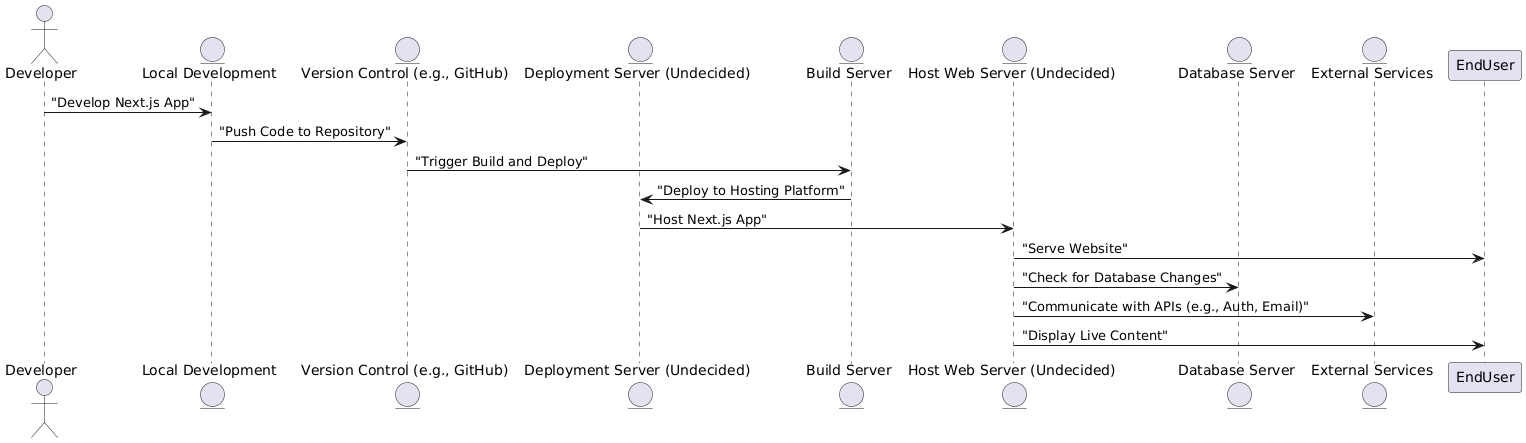 Developer
Local Development
Version Control (e.g., GitHub)
Deployment Server (Undecided)
Build Server
Host Web Server (Undecided)
Database Server
External Services
EndUser
"Develop Next.js App"
"Push Code to Repository"
"Trigger Build and Deploy"
"Deploy to Hosting Platform"
"Host Next.js App"
"Serve Website"
"Check for Database Changes"
"Communicate with APIs (e.g., Auth, Email)"
"Display Live Content"
Developer
Local Development
Version Control (e.g., GitHub)
Deployment Server (Undecided)
Build Server
Host Web Server (Undecided)
Database Server
External Services
EndUser